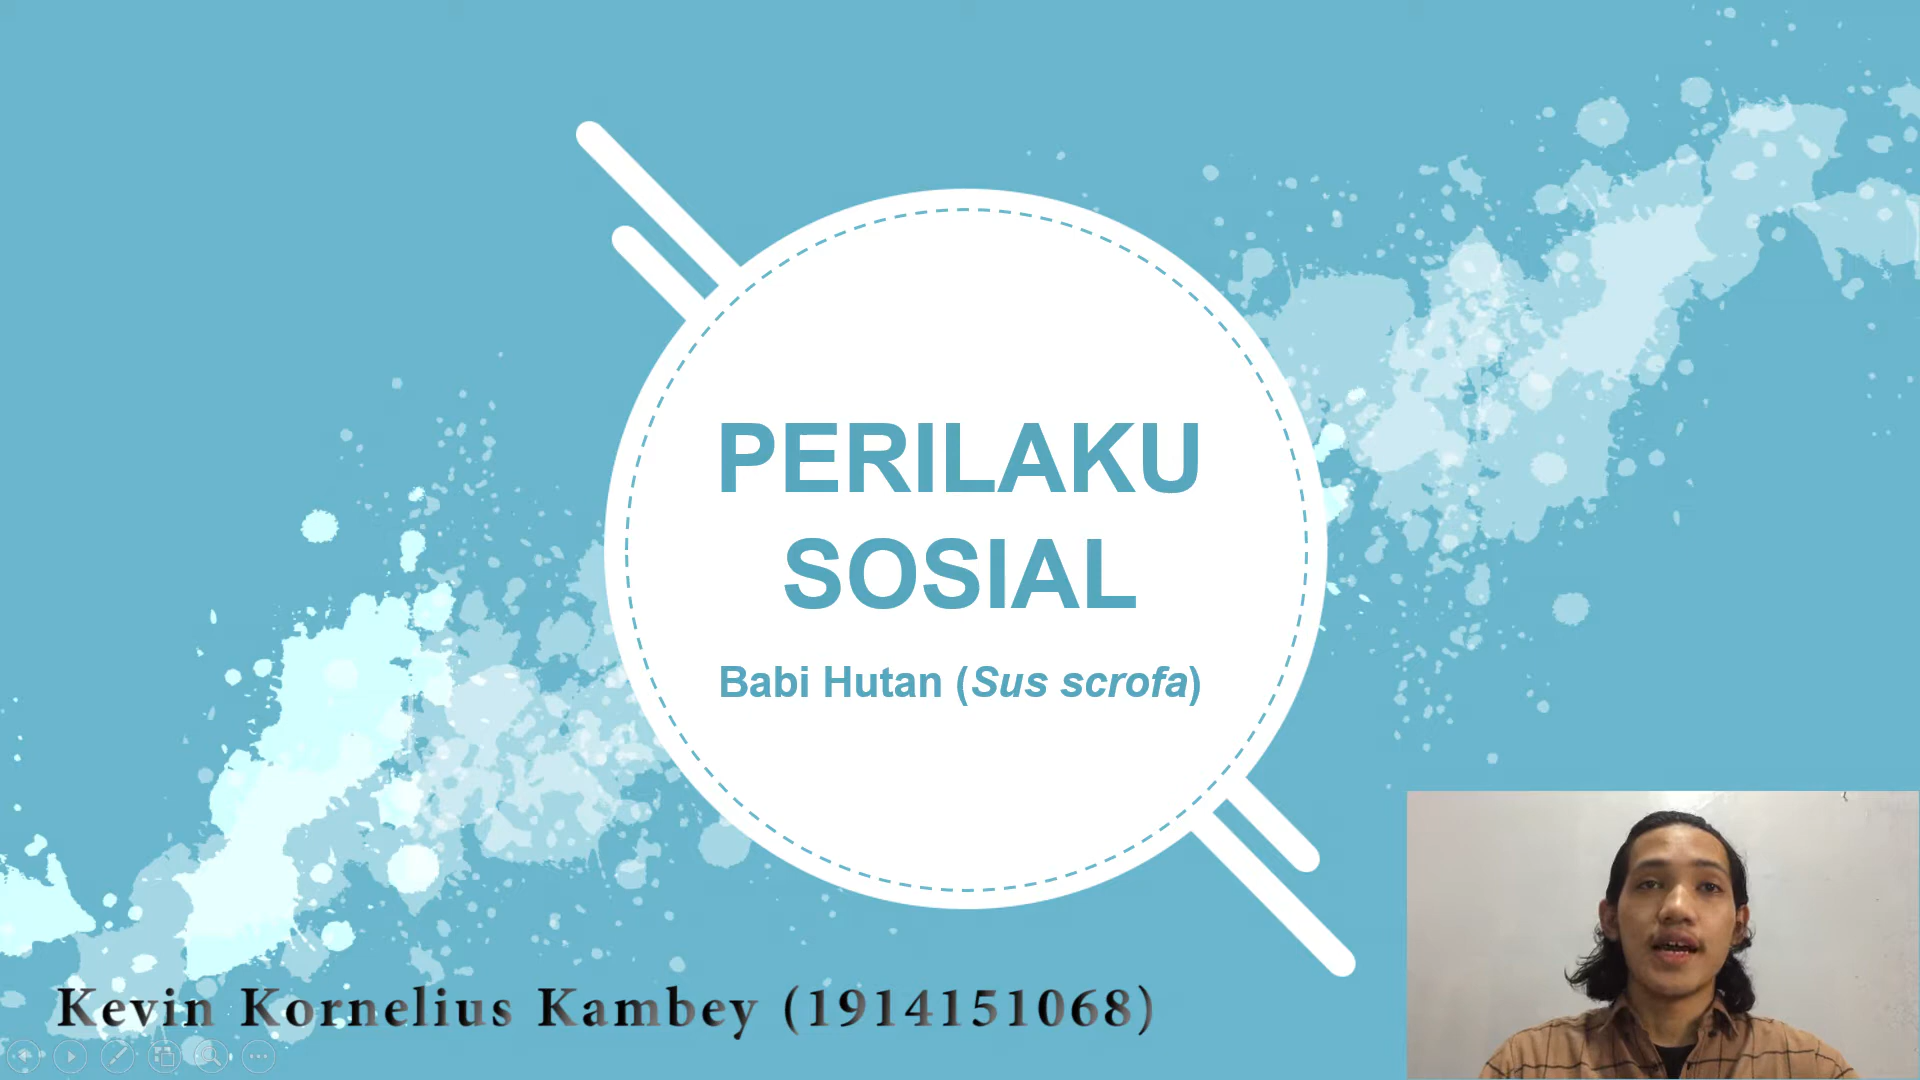 PERILAKU
SOSIAL
Babi Hutan (Sus scrofa)
Kevin Kornelius Kambey (1914151068)